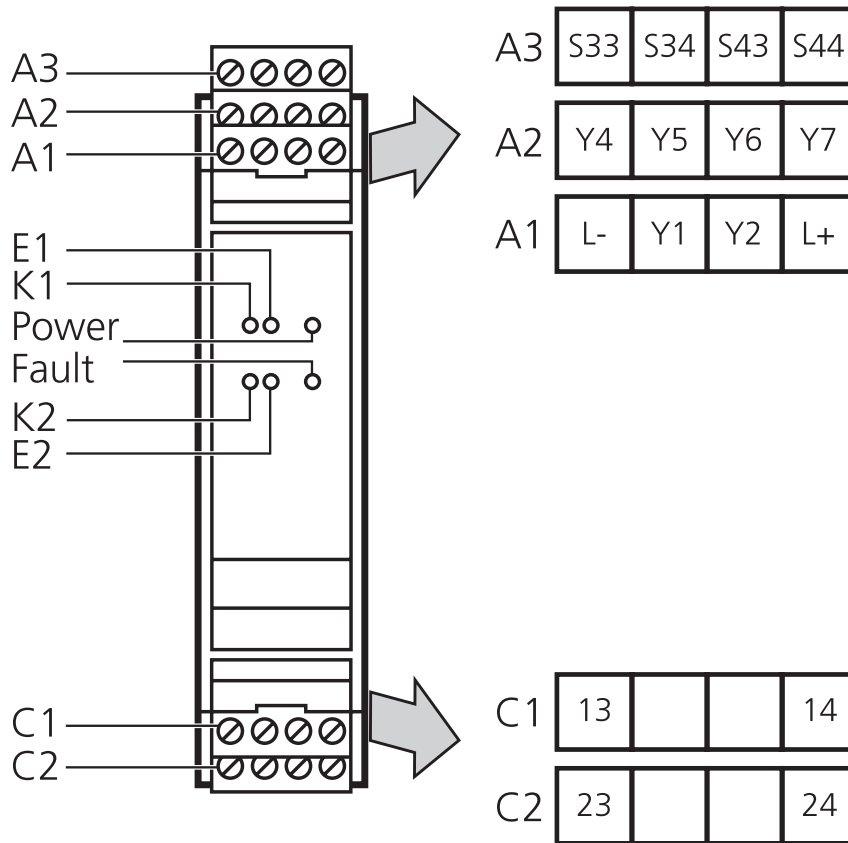 A3
A2
A1
E1
K1
Power
Fault
K2
E2
C1
C2
A3 S33 S34 S43 S44
A2 Y4 Y5 Y6 Y7
A1 L- Y1 Y2 L+
C1 13 14
C2 23 24